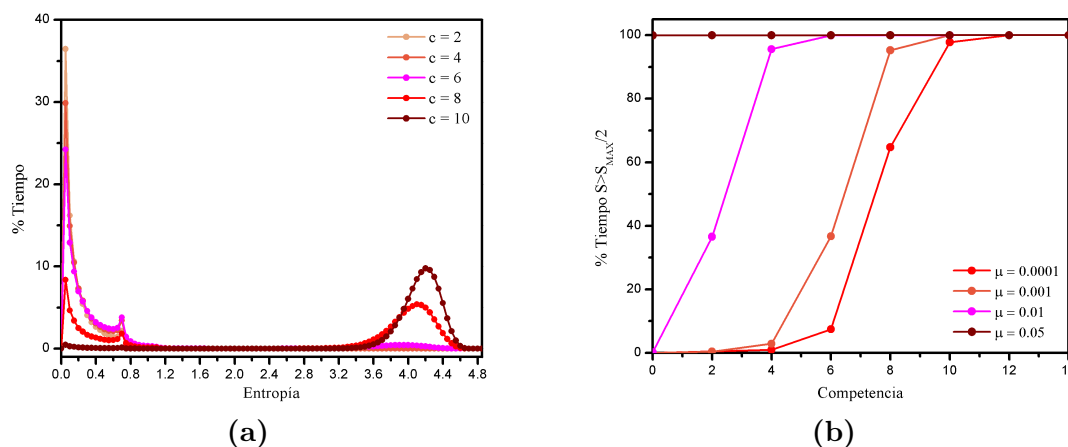 40
30
20
10
0
% Tiempo
c = 2
c = 4
c = 6
c = 8
c = 10
0.0 0.4 0.8 1.2 1.6 2.0 2.4 2.8 3.2 3.6 4.0 4.4 4.8
Entropía
(a)
100
80
60
40
20
0
% Tiempo S>S_MAX/2
μ = 0.0001
μ = 0.001
μ = 0.01
μ = 0.05
0 2 4 6 8 10 12 14
Competencia
(b)